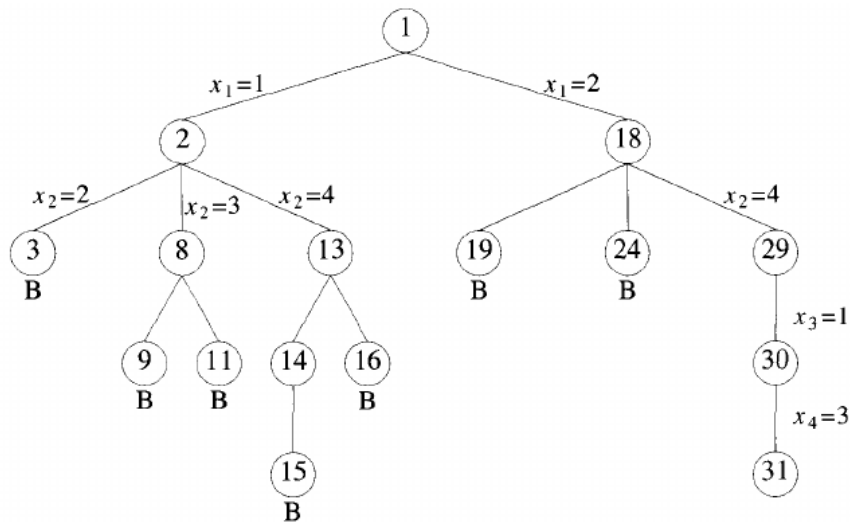 1
x1=1 x1=2
2 18
x2=2 x2=3 x2=4 x2=4
3 8 13 19 24 29
B B B
x3=1
9 11 14 16 30
B B B
x4=3
15 31
B